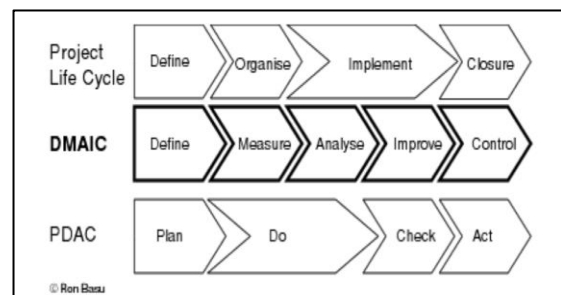 Project
Life Cycle
Define
Organise
Implement
Closure
DMAIC
Define
Measure
Analyse
Improve
Control
PDAC
Plan
Do
Check
Act
© Ron Basu